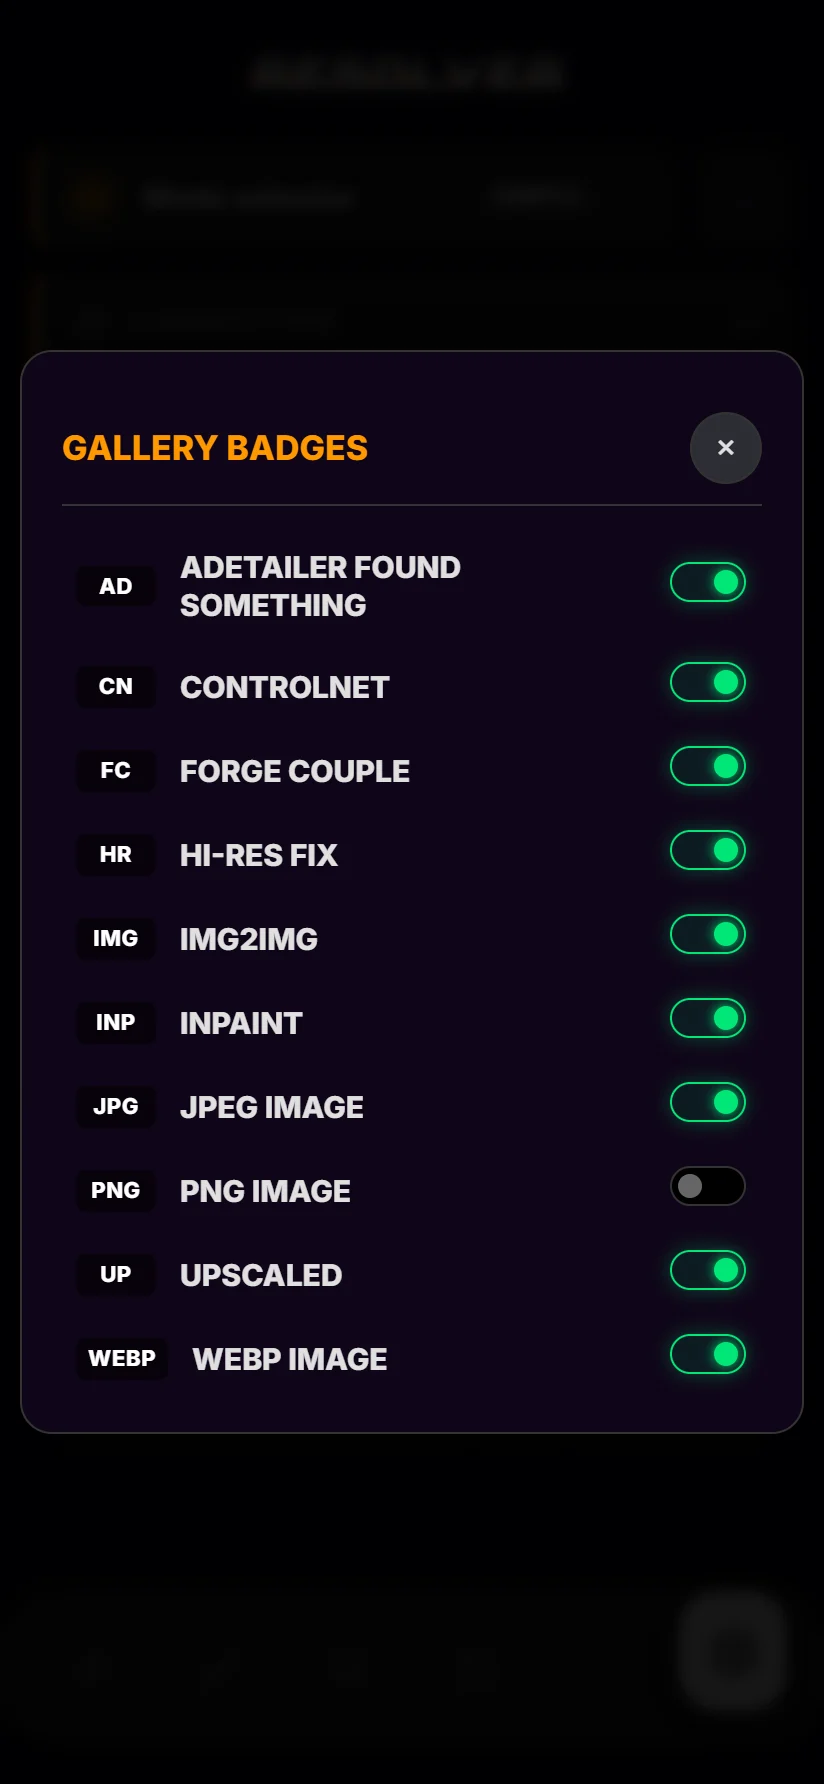 GALLERY BADGES
×
AD
ADETAILER FOUND
SOMETHING
CN
CONTROLNET
FC
FORGE COUPLE
HR
HI-RES FIX
IMG
IMG2IMG
INP
INPAINT
JPG
JPEG IMAGE
PNG
PNG IMAGE
UP
UPSCALED
WEBP
WEBP IMAGE